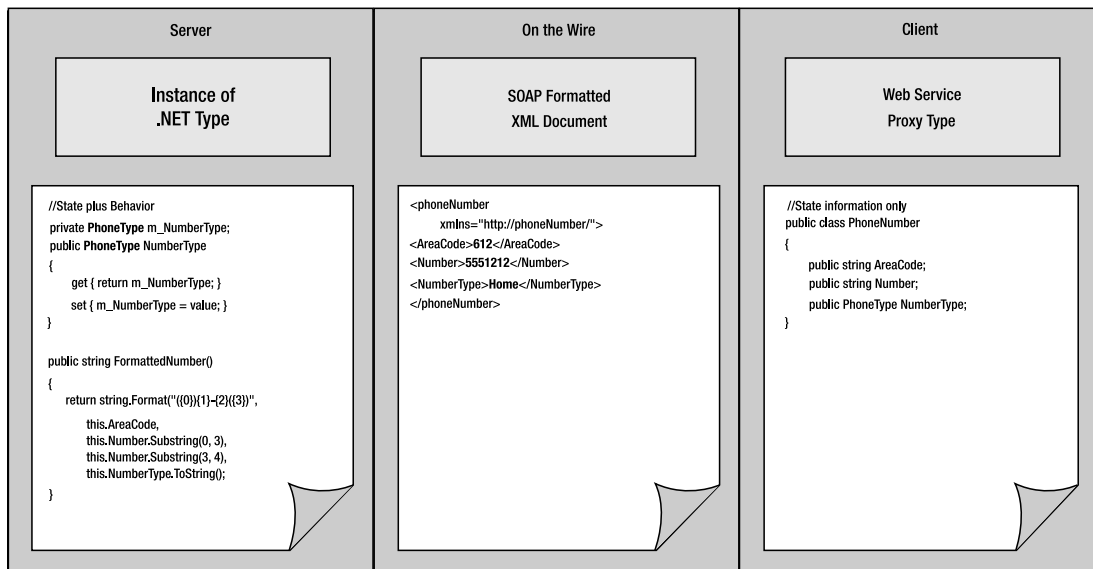 Server
Instance of
.NET Type
//State plus Behavior
private PhoneType m_NumberType;
public PhoneType NumberType
{
get { return m_NumberType; }
set { m_NumberType = value; }
}
public string FormattedNumber()
{
return string.Format("({0}){1}-{2}({3})",
this.AreaCode,
this.Number.Substring(0, 3),
this.Number.Substring(3, 4),
this.NumberType.ToString();
}
On the Wire
SOAP Formatted
XML Document
<phoneNumber
xmlns="http://phoneNumber/">
<AreaCode>612</AreaCode>
<Number>5551212</Number>
<NumberType>Home</NumberType>
</phoneNumber>
Client
Web Service
Proxy Type
//State information only
public class PhoneNumber
{
public string AreaCode;
public string Number;
public PhoneType NumberType;
}